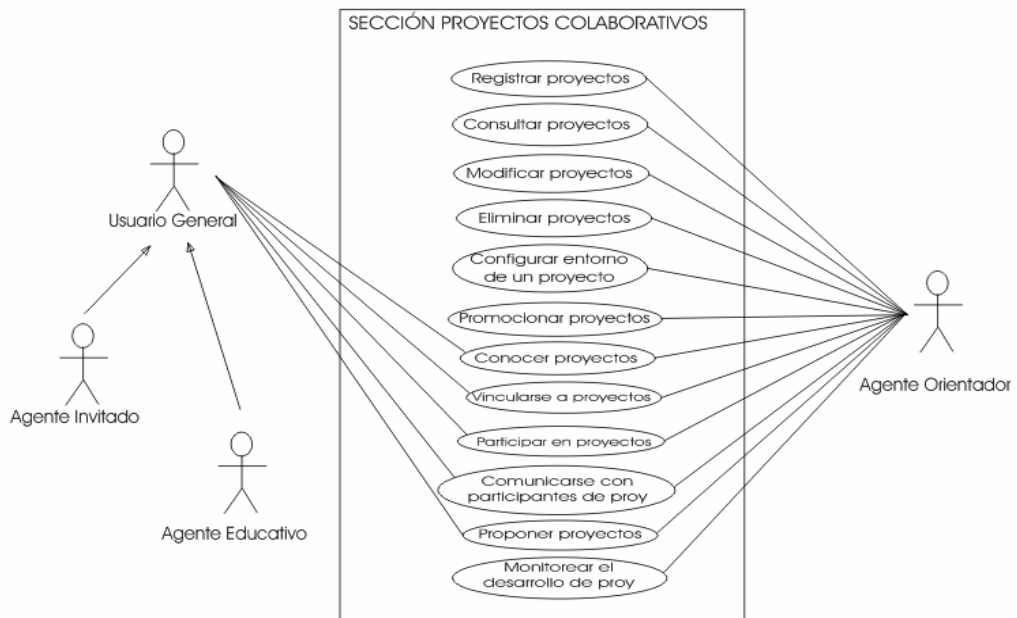 SECCIÓN PROYECTOS COLABORATIVOS
Registrar proyectos
Consultar proyectos
Modificar proyectos
Eliminar proyectos
Configurar entorno
de un proyecto
Promocionar proyectos
Conocer proyectos
Vincularse a proyectos
Participar en proyectos
Comunicarse con
participantes de proy
Proponer proyectos
Monitorear el
desarrollo de proy
Usuario General
Agente Invitado
Agente Educativo
Agente Orientador